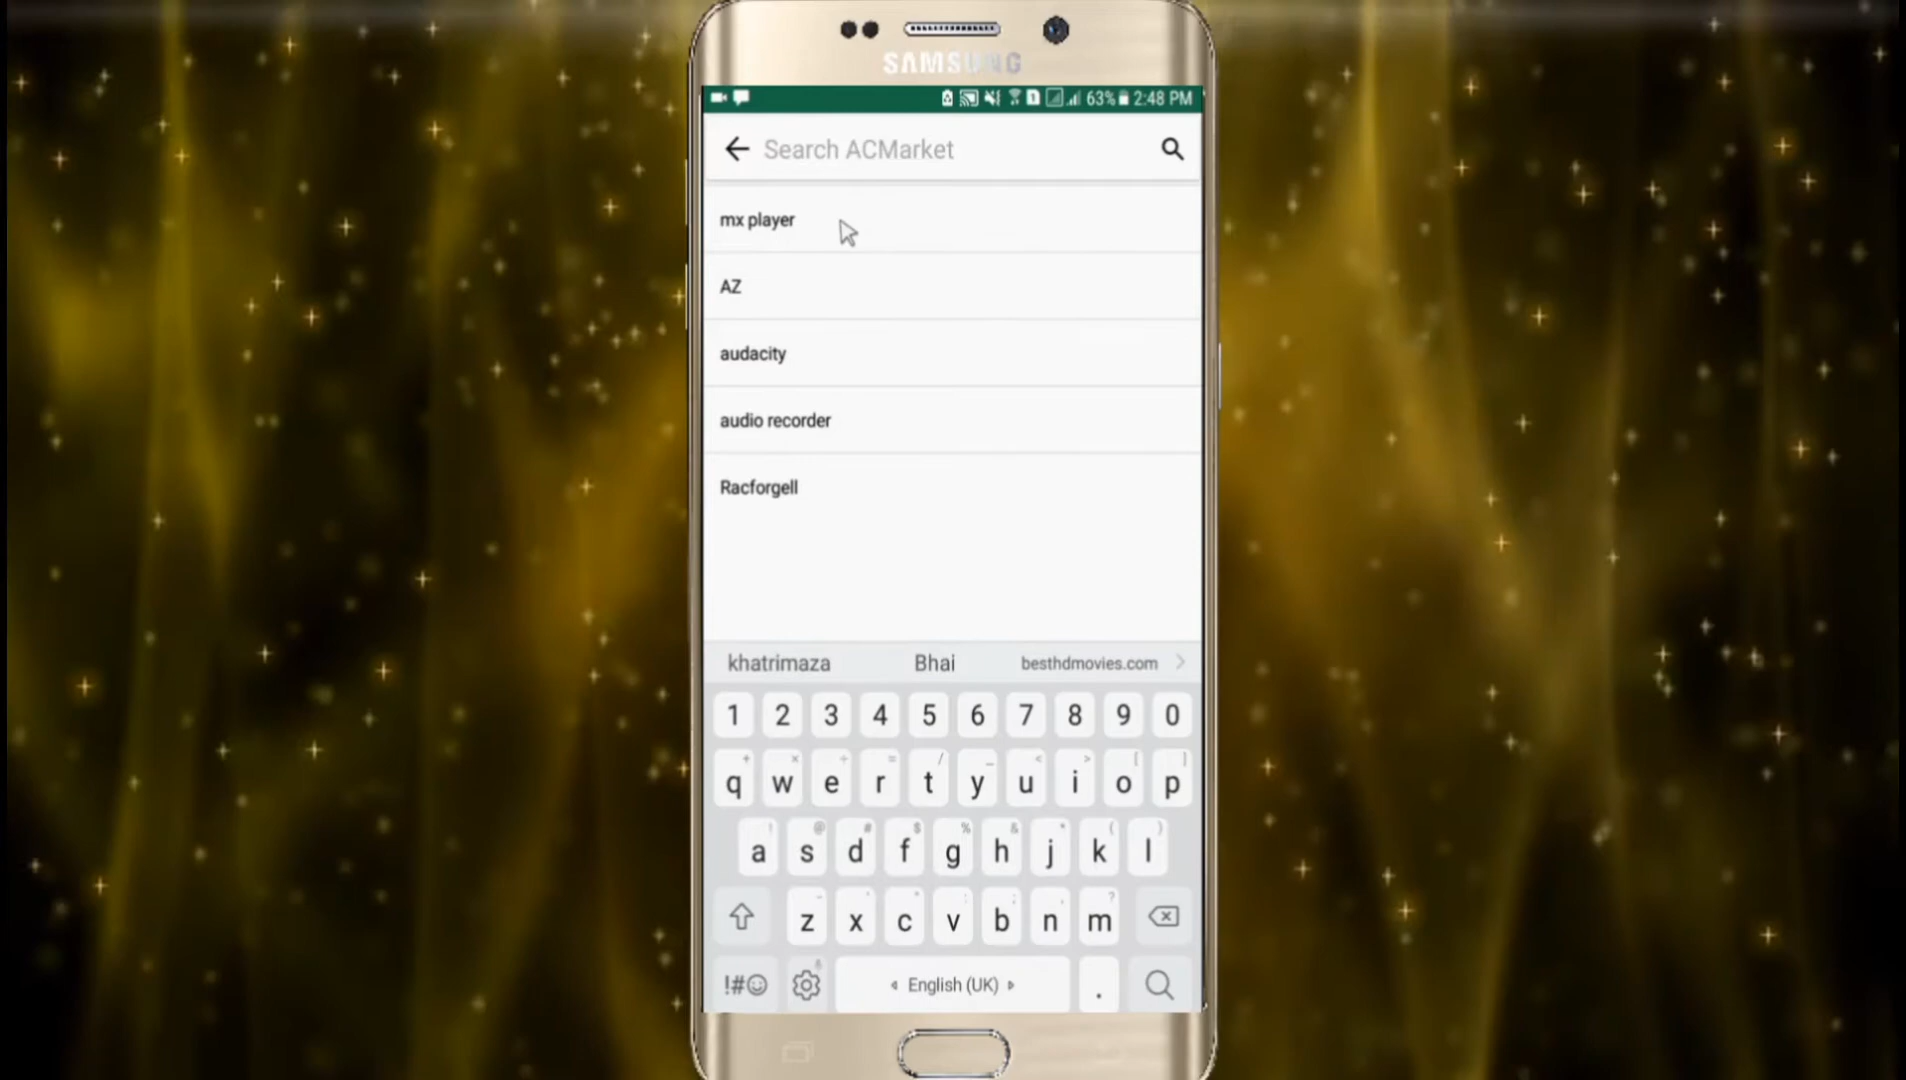 SAMSUNG
63% 2:48 PM
Search ACMarket
mx player
AZ
audacity
audio recorder
Racforgell
khatrimaza Bhai besthdmovies.com
1 2 3 4 5 6 7 8 9 0
q w e r t y u i o p
a s d f g h j k l
z x c v b n m
!#☺ English (UK) .